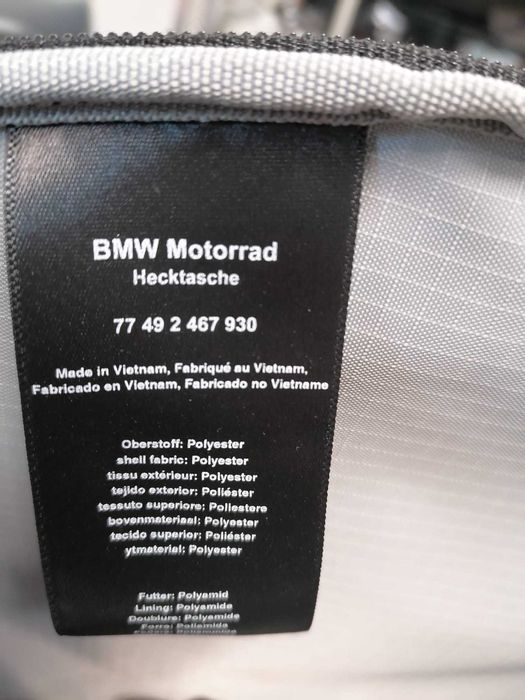 BMW Motorrad
Hecktasche
77 49 2 467 930
Made in Vietnam, Fabriqué au Vietnam,
Fabricado en Vietnam, Fabricado no Vietname
Oberstoff: Polyester
shell fabric: Polyester
tissu extérieur: Polyester
tejido exterior: Poliéster
tessuto superiore: Poliestere
bovenmateriaal: Polyester
tecido superior: Poliéster
ytmaterial: Polyester
Futter: Polyamid
Lining: Polyamide
Doublure: Polyamide
Forro: Poliamida